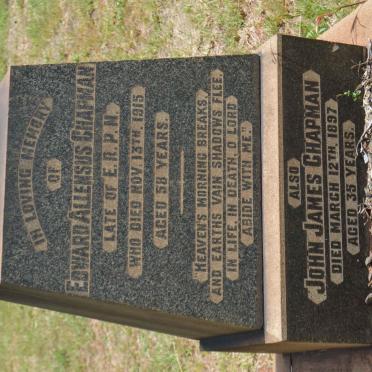 IN LOVING MEMORY
OF
EDWARD ALLENSUS CHAPMAN
LATE OF E.R.P.M.
WHO DIED NOV. 13TH, 1915
AGED 58 YEARS.
HEAVEN'S MORNING BREAKS,
AND EARTHS VAIN SHADOWS FLEE,
IN LIFE, IN DEATH, O LORD
ABIDE WITH ME.
ALSO
JOHN JAMES CHAPMAN
DIED MARCH 12TH, 1897
AGED 35 YEARS.